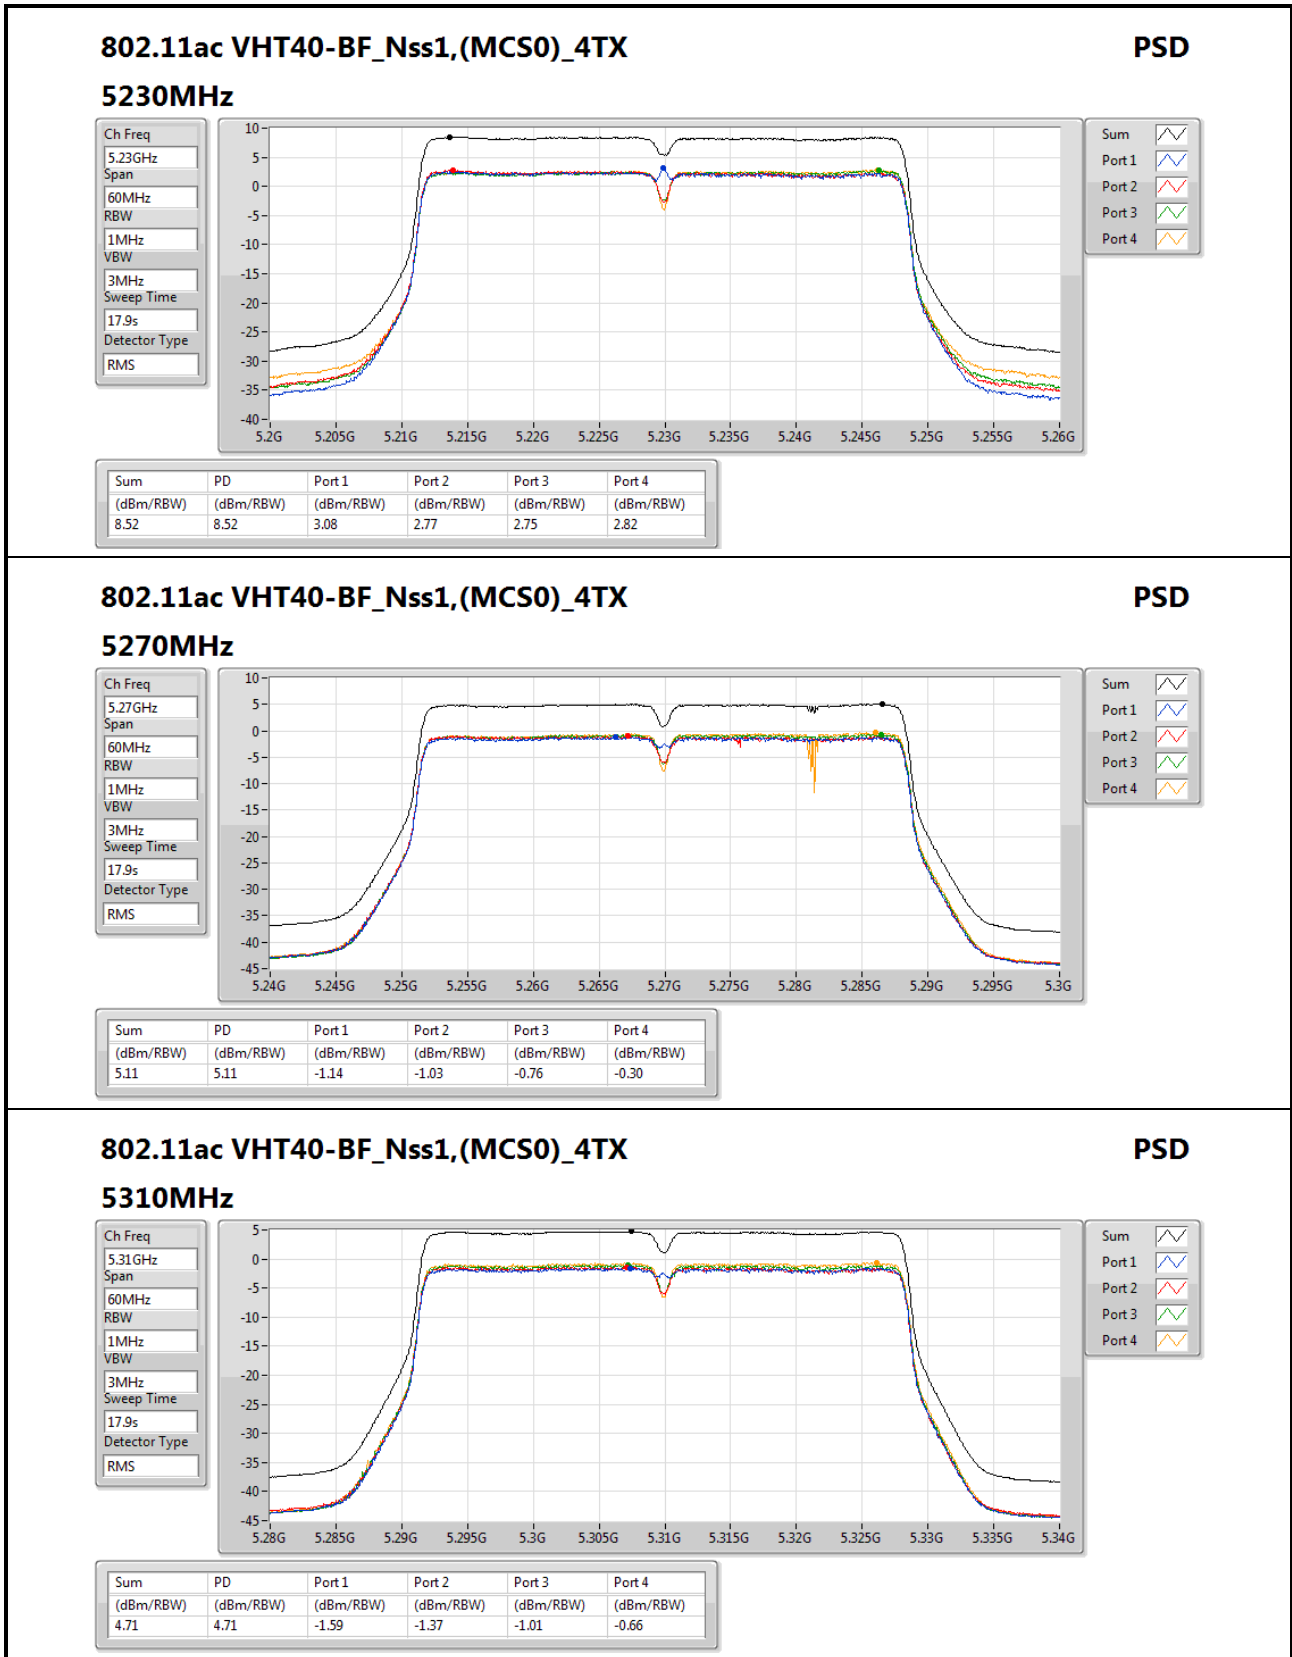 802.11ac VHT40-BF_Nss1,(MCS0)_4TX PSD
5230MHz
Ch Freq
5.23GHz
Span
60MHz
RBW
1MHz
VBW
3MHz
Sweep Time
17.9s
Detector Type
RMS
10
5
0
-5
-10
-15
-20
-25
-30
-35
-40
5.2G 5.205G 5.21G 5.215G 5.22G 5.225G 5.23G 5.235G 5.24G 5.245G 5.25G 5.255G 5.26G
Sum
Port 1
Port 2
Port 3
Port 4
Sum PD Port 1 Port 2 Port 3 Port 4
(dBm/RBW) (dBm/RBW) (dBm/RBW) (dBm/RBW) (dBm/RBW) (dBm/RBW)
8.52 8.52 3.08 2.77 2.75 2.82
802.11ac VHT40-BF_Nss1,(MCS0)_4TX PSD
5270MHz
Ch Freq
5.27GHz
Span
60MHz
RBW
1MHz
VBW
3MHz
Sweep Time
17.9s
Detector Type
RMS
10
5
0
-5
-10
-15
-20
-25
-30
-35
-40
-45
5.24G 5.245G 5.25G 5.255G 5.26G 5.265G 5.27G 5.275G 5.28G 5.285G 5.29G 5.295G 5.3G
Sum
Port 1
Port 2
Port 3
Port 4
Sum PD Port 1 Port 2 Port 3 Port 4
(dBm/RBW) (dBm/RBW) (dBm/RBW) (dBm/RBW) (dBm/RBW) (dBm/RBW)
5.11 5.11 -1.14 -1.03 -0.76 -0.30
802.11ac VHT40-BF_Nss1,(MCS0)_4TX PSD
5310MHz
Ch Freq
5.31GHz
Span
60MHz
RBW
1MHz
VBW
3MHz
Sweep Time
17.9s
Detector Type
RMS
5
0
-5
-10
-15
-20
-25
-30
-35
-40
-45
5.28G 5.285G 5.29G 5.295G 5.3G 5.305G 5.31G 5.315G 5.32G 5.325G 5.33G 5.335G 5.34G
Sum
Port 1
Port 2
Port 3
Port 4
Sum PD Port 1 Port 2 Port 3 Port 4
(dBm/RBW) (dBm/RBW) (dBm/RBW) (dBm/RBW) (dBm/RBW) (dBm/RBW)
4.71 4.71 -1.59 -1.37 -1.01 -0.66